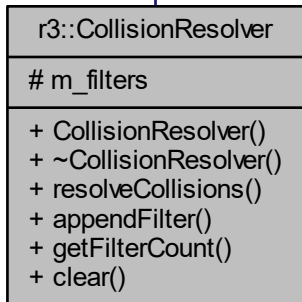 r3::CollisionResolver
# m_filters
+ CollisionResolver()
+ ~CollisionResolver()
+ resolveCollisions()
+ appendFilter()
+ getFilterCount()
+ clear()